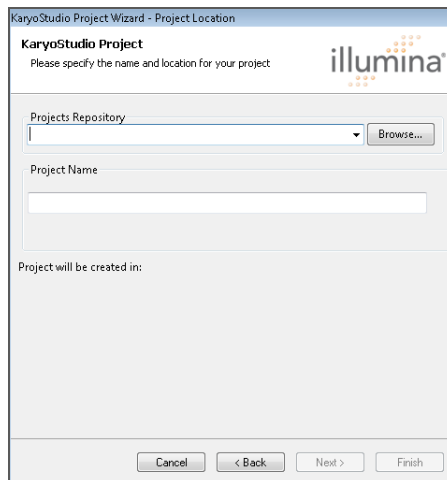 KaryoStudio Project Wizard - Project Location
KaryoStudio Project
Please specify the name and location for your project
illumina®
Projects Repository
Browse...
Project Name
Project will be created in:
Cancel
< Back
Next >
Finish